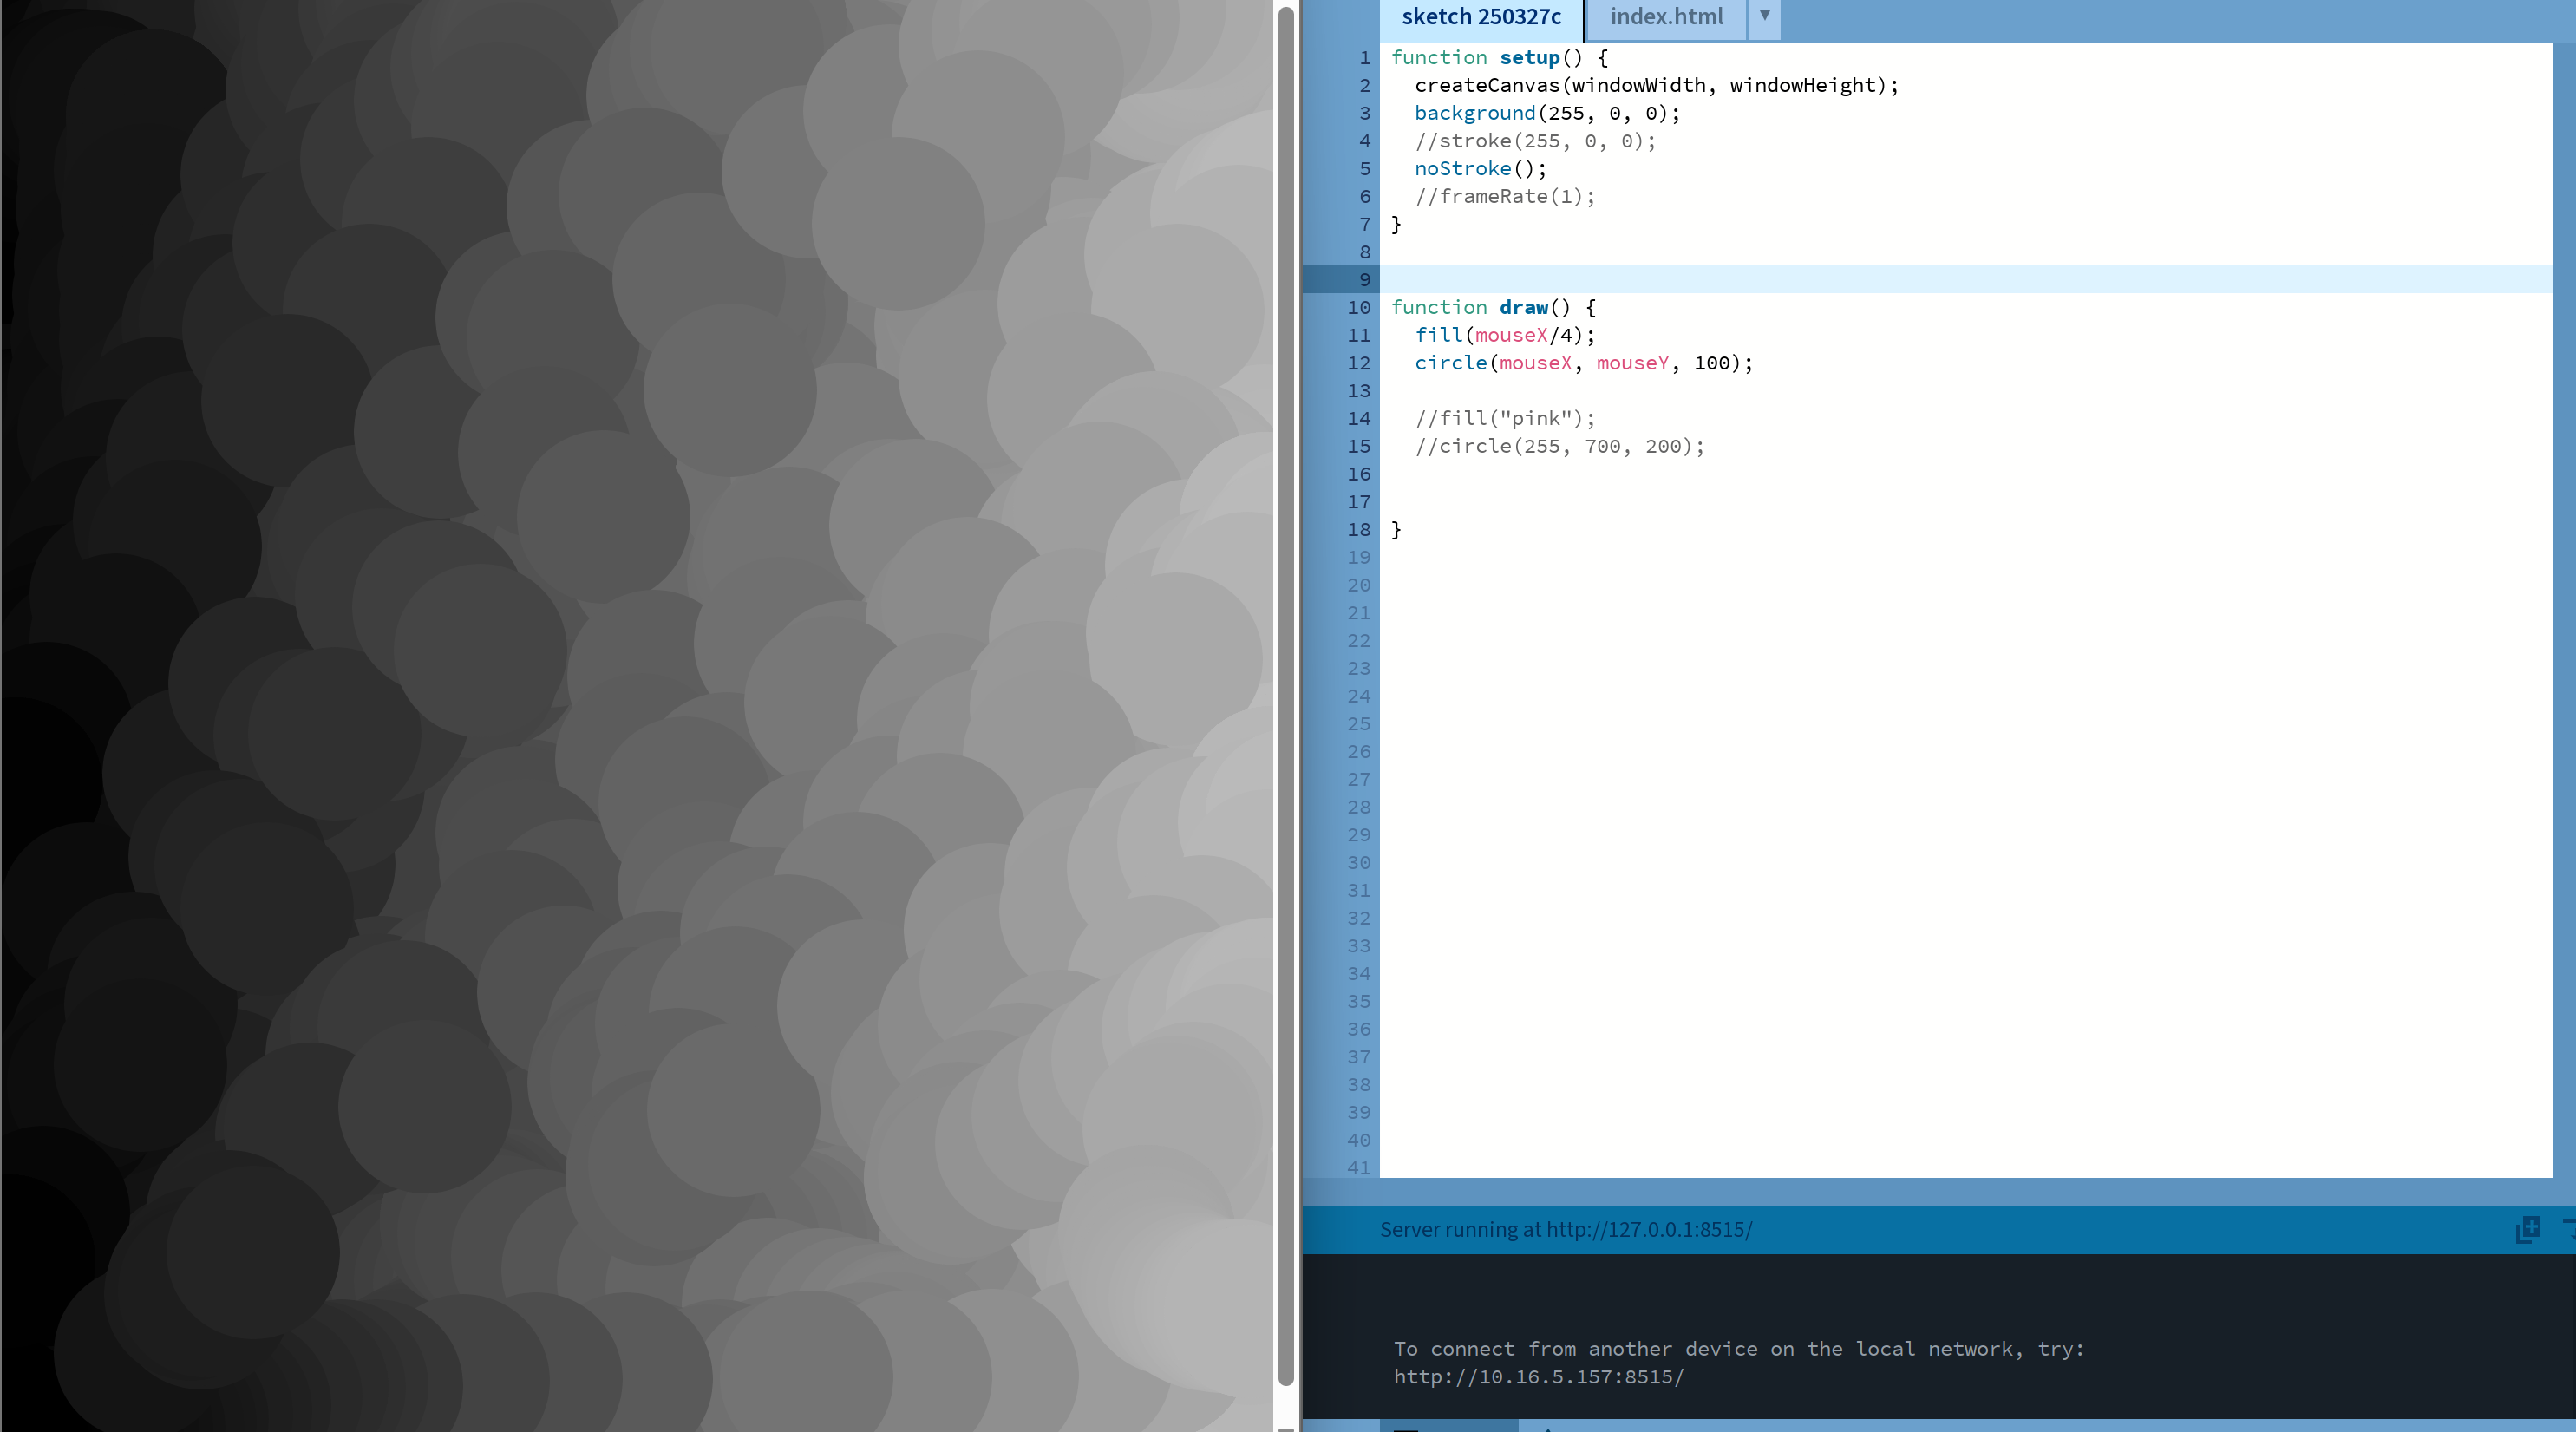 sketch 250327c index.html ▼
1 function setup() {
2 createCanvas(windowWidth, windowHeight);
3 background(255, 0, 0);
4 //stroke(255, 0, 0);
5 noStroke();
6 //frameRate(1);
7 }
8
9
10 function draw() {
11 fill(mouseX/4);
12 circle(mouseX, mouseY, 100);
13
14 //fill("pink");
15 //circle(255, 700, 200);
16
17
18 }
19
20
21
22
23
24
25
26
27
28
29
30
31
32
33
34
35
36
37
38
39
40
41
Server running at http://127.0.0.1:8515/
To connect from another device on the local network, try:
http://10.16.5.157:8515/